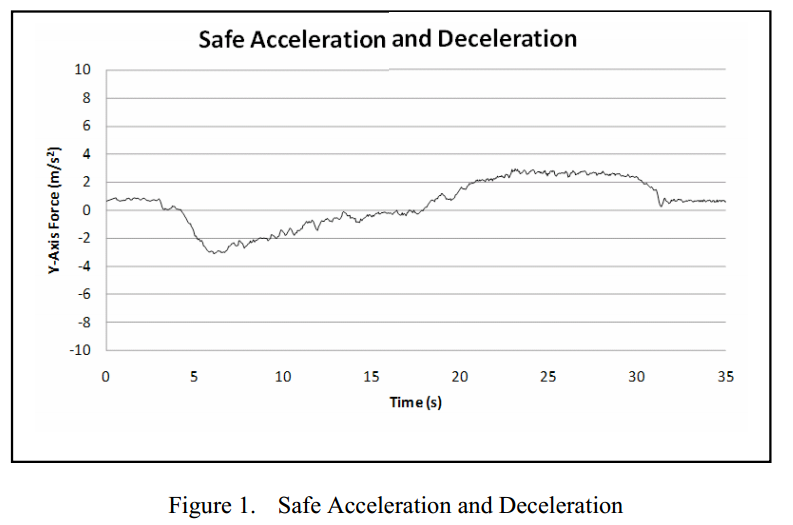 Safe Acceleration and Deceleration
10
8
6
4
2
0
-2
-4
-6
-8
-10
Y-Axis Force (m/s²)
0 5 10 15 20 25 30 35
Time (s)
Figure 1. Safe Acceleration and Deceleration